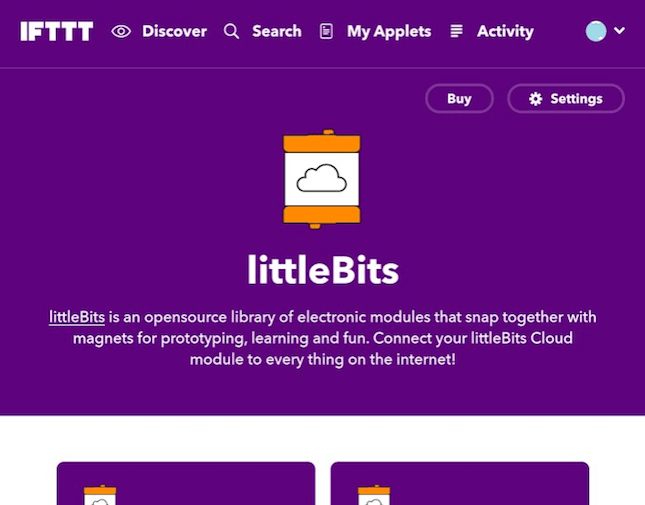 IFTTT Discover Search My Applets Activity
Buy Settings
littleBits
littleBits is an opensource library of electronic modules that snap together with
magnets for prototyping, learning and fun. Connect your littleBits Cloud
module to every thing on the internet!